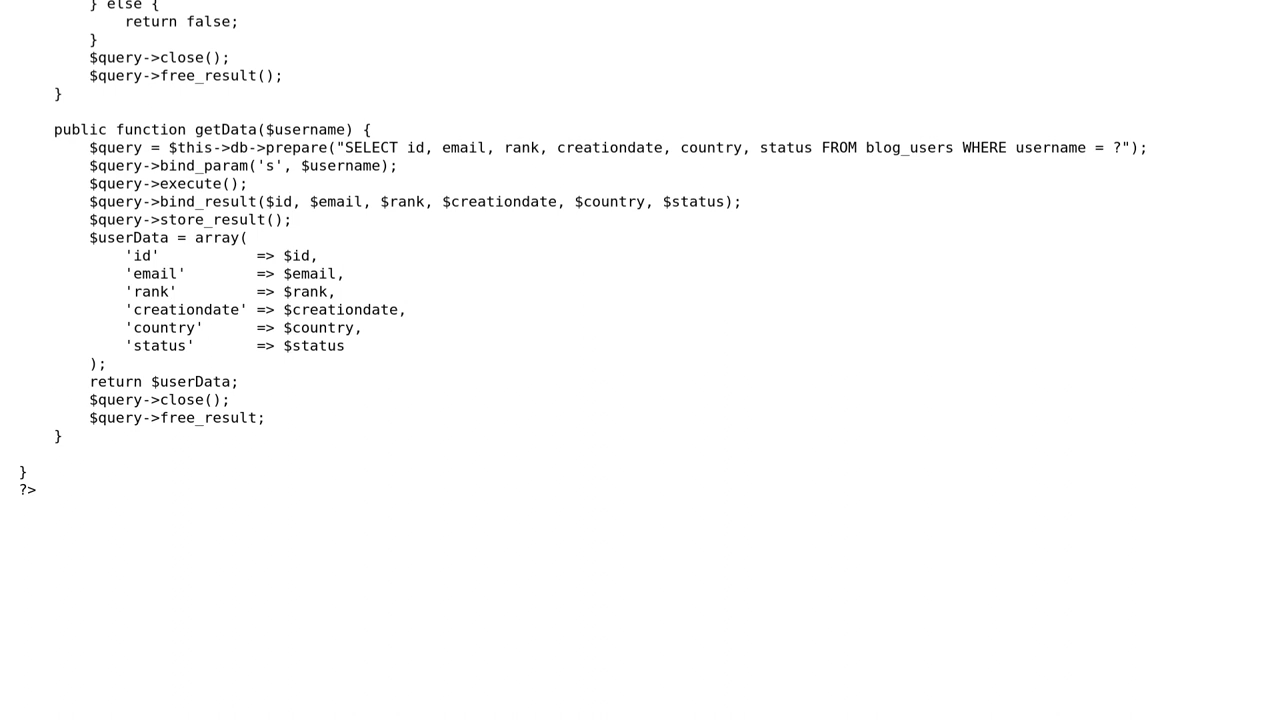 } else {
            return false;
        }
        $query->close();
        $query->free_result();
    }

    public function getData($username) {
        $query = $this->db->prepare("SELECT id, email, rank, creationdate, country, status FROM blog_users WHERE username = ?");
        $query->bind_param('s', $username);
        $query->execute();
        $query->bind_result($id, $email, $rank, $creationdate, $country, $status);
        $query->store_result();
        $userData = array(
            'id'           => $id,
            'email'        => $email,
            'rank'         => $rank,
            'creationdate' => $creationdate,
            'country'      => $country,
            'status'       => $status
        );
        return $userData;
        $query->close();
        $query->free_result;
    }

}
?>